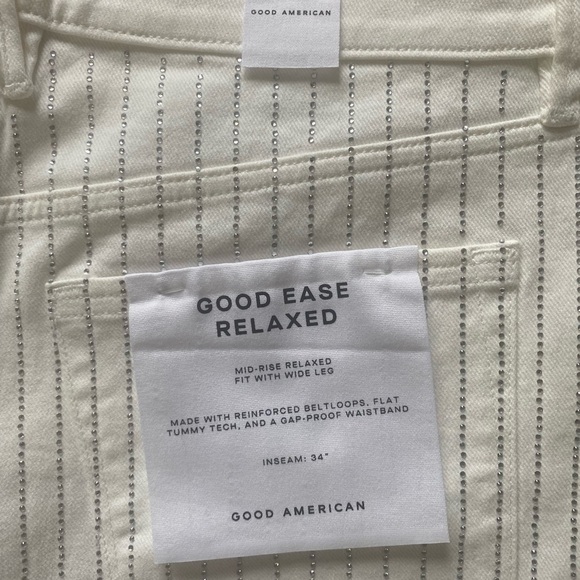 GOOD AMERICAN
GOOD EASE
RELAXED
MID-RISE RELAXED
FIT WITH WIDE LEG
MADE WITH REINFORCED BELTLOOPS, FLAT
TUMMY TECH, AND A GAP-PROOF WAISTBAND
INSEAM: 34"
GOOD AMERICAN